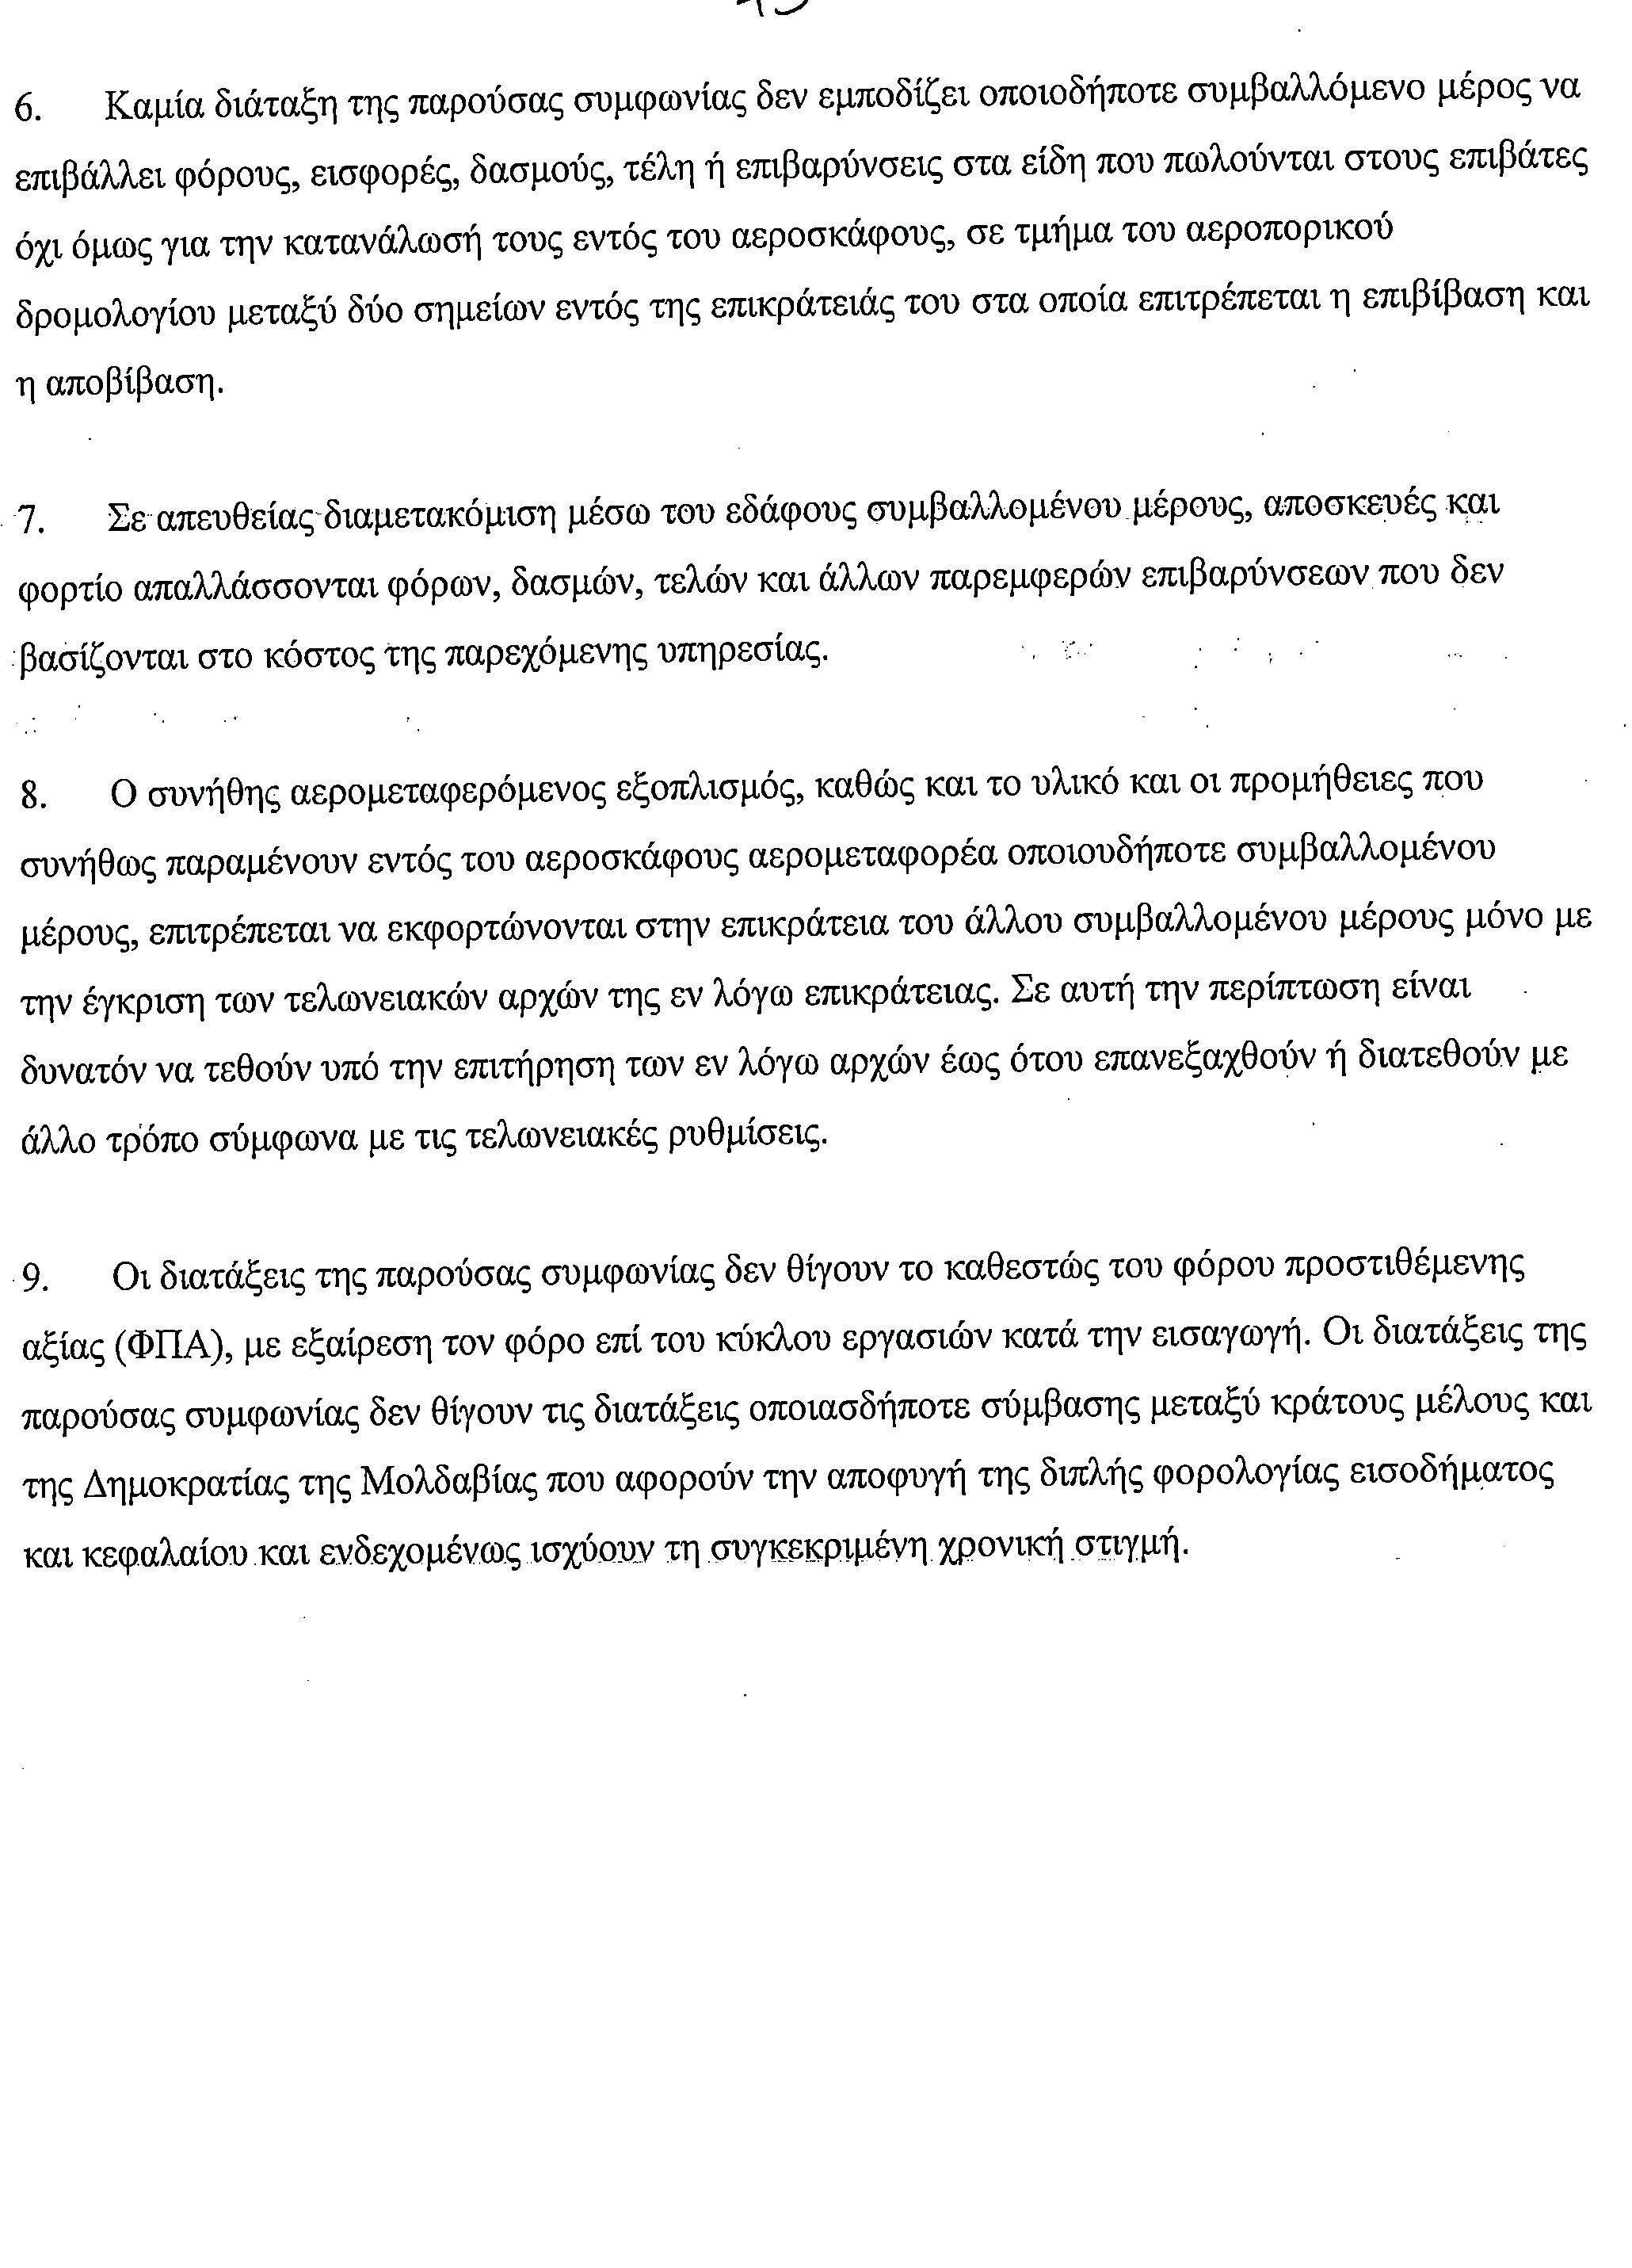 6. Καμία διάταξη της παρούσας συμφωνίας δεν εμποδίζει οποιοδήποτε συμβαλλόμενο μέρος να
επιβάλλει φόρους, εισφορές, δασμούς, τέλη ή επιβαρύνσεις στα είδη που πωλούνται στους επιβάτες
όχι όμως για την κατανάλωσή τους εντός του αεροσκάφους, σε τμήμα του αεροπορικού
δρομολογίου μεταξύ δύο σημείων εντός της επικράτειάς του στα οποία επιτρέπεται η επιβίβαση και
η αποβίβαση.
7. Σε απευθείας διαμετακόμιση μέσω του εδάφους συμβαλλομένου μέρους, αποσκευές και
φορτίο απαλλάσσονται φόρων, δασμών, τελών και άλλων παρεμφερών επιβαρύνσεων που δεν
βασίζονται στο κόστος της παρεχόμενης υπηρεσίας.
8. Ο συνήθης αερομεταφερόμενος εξοπλισμός, καθώς και το υλικό και οι προμήθειες που
συνήθως παραμένουν εντός του αεροσκάφους αερομεταφορέα οποιουδήποτε συμβαλλομένου
μέρους, επιτρέπεται να εκφορτώνονται στην επικράτεια του άλλου συμβαλλομένου μέρους μόνο με
την έγκριση των τελωνειακών αρχών της εν λόγω επικράτειας. Σε αυτή την περίπτωση είναι
δυνατόν να τεθούν υπό την επιτήρηση των εν λόγω αρχών έως ότου επανεξαχθούν ή διατεθούν με
άλλο τρόπο σύμφωνα με τις τελωνειακές ρυθμίσεις.
9. Οι διατάξεις της παρούσας συμφωνίας δεν θίγουν το καθεστώς του φόρου προστιθέμενης
αξίας (ΦΠΑ), με εξαίρεση τον φόρο επί του κύκλου εργασιών κατά την εισαγωγή. Οι διατάξεις της
παρούσας συμφωνίας δεν θίγουν τις διατάξεις οποιασδήποτε σύμβασης μεταξύ κράτους μέλους και
της Δημοκρατίας της Μολδαβίας που αφορούν την αποφυγή της διπλής φορολογίας εισοδήματος
και κεφαλαίου και ενδεχομένως ισχύουν τη συγκεκριμένη χρονική στιγμή.